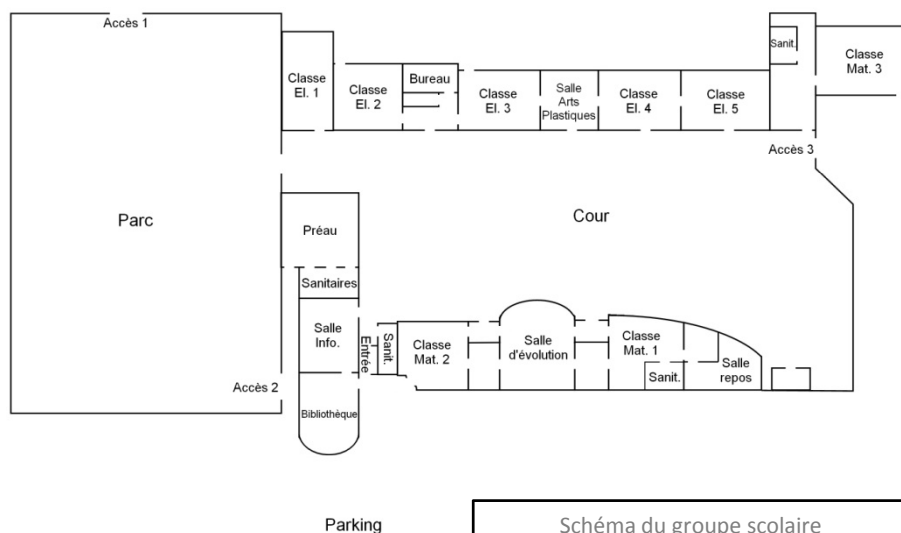 Accès 1
Classe
El. 1
Classe
El. 2
Bureau
Classe
El. 3
Salle
Arts
Plastiques
Classe
El. 4
Classe
El. 5
Sanit.
Classe
Mat. 3
Accès 3
Parc
Préau
Cour
Sanitaires
Salle
Info.
Entrée
Sanit.
Classe
Mat. 2
Salle
d'évolution
Classe
Mat. 1
Sanit.
Salle
repos
Accès 2
Bibliothèque
Parking
Schéma du groupe scolaire